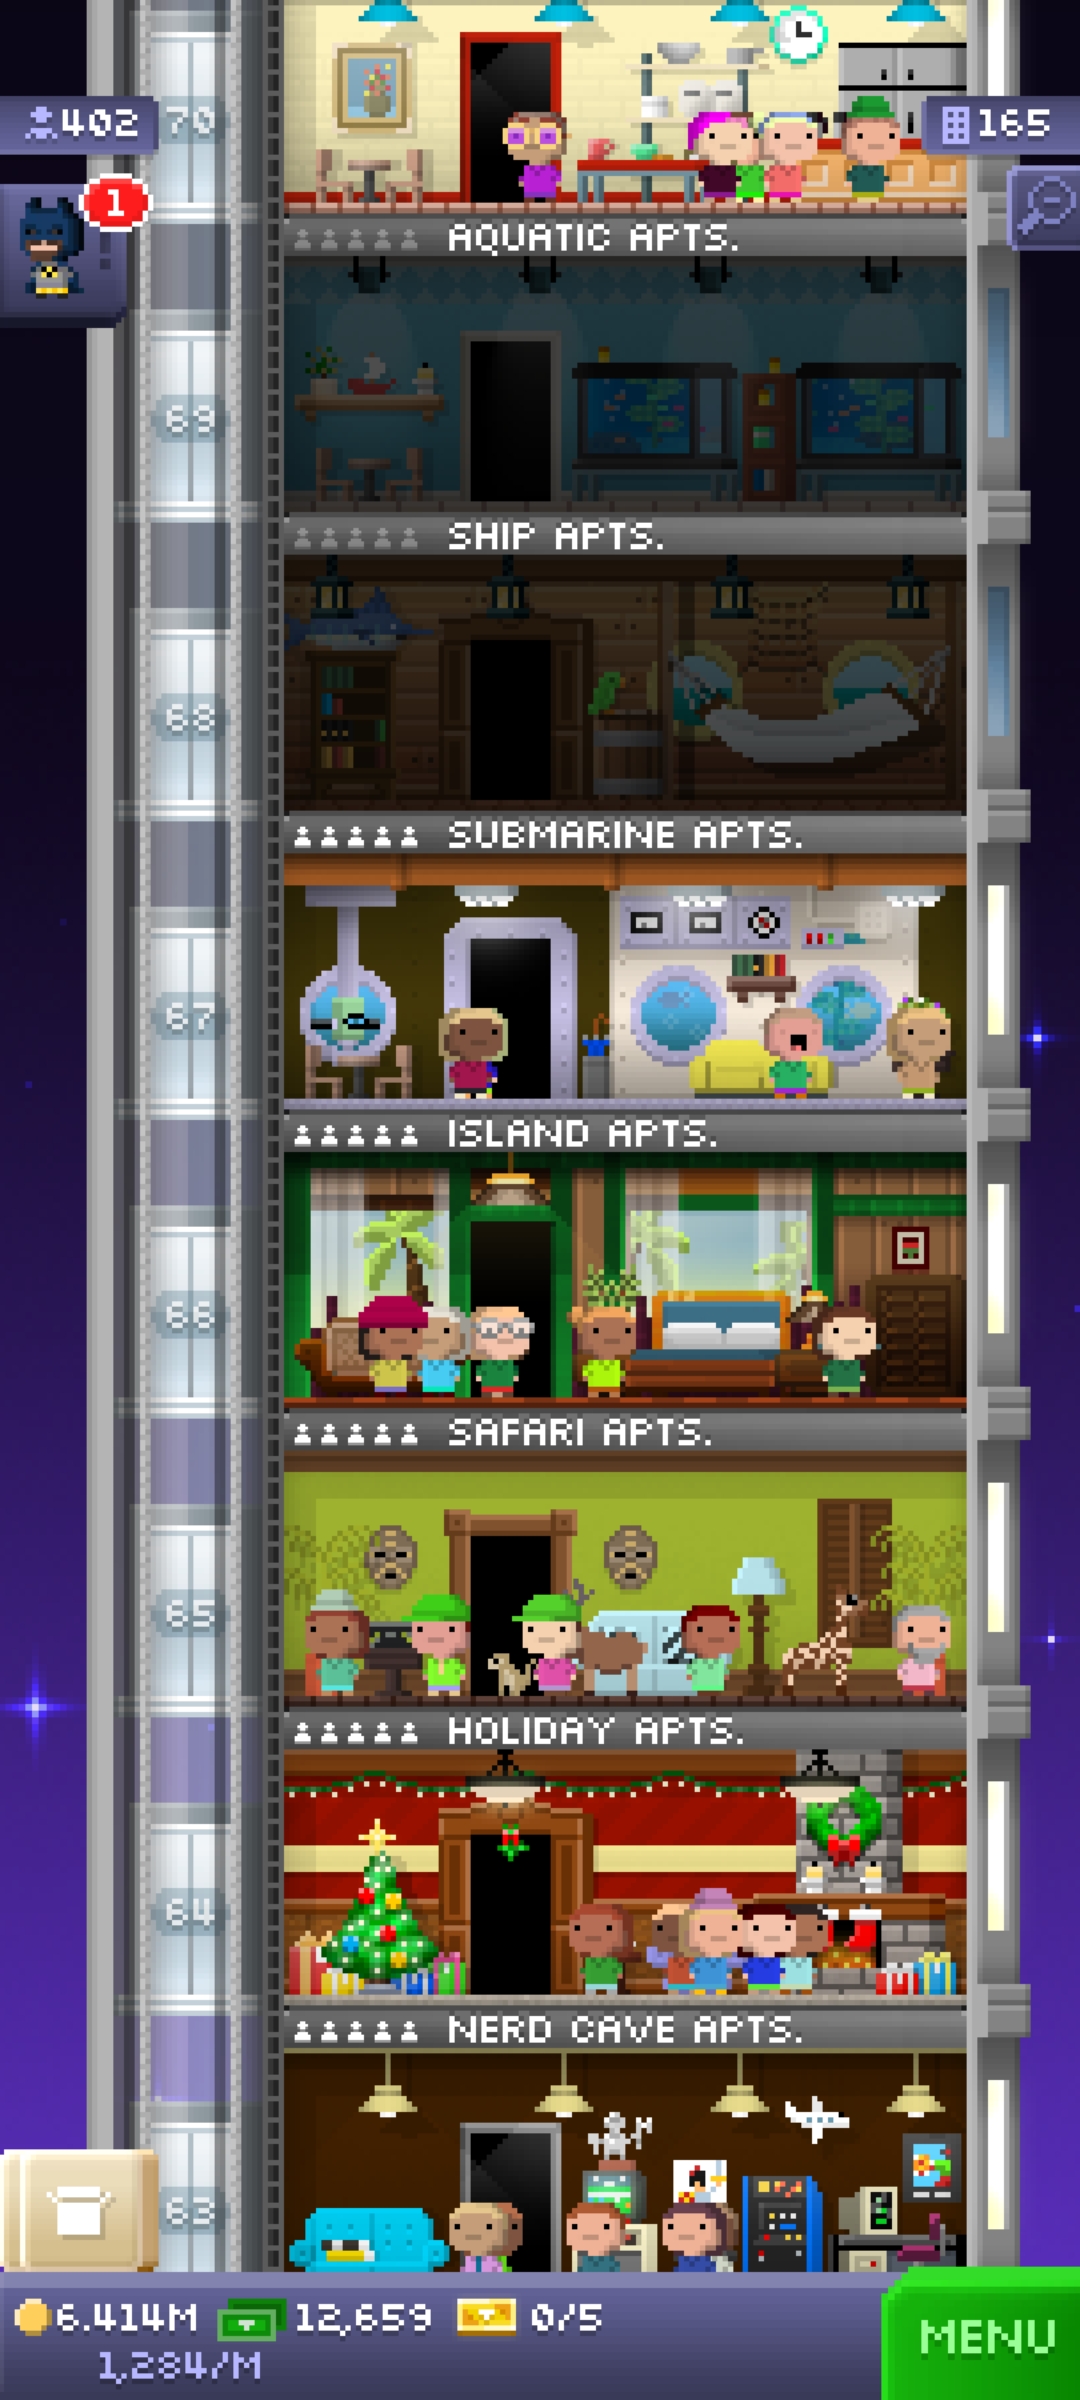 402
70
165
1
AQUATIC APTS.
69
SHIP APTS.
68
SUBMARINE APTS.
67
ISLAND APTS.
66
SAFARI APTS.
65
HOLIDAY APTS.
64
NERD CAVE APTS.
63
6.414M 12,659 0/5
MENU
1,284/M